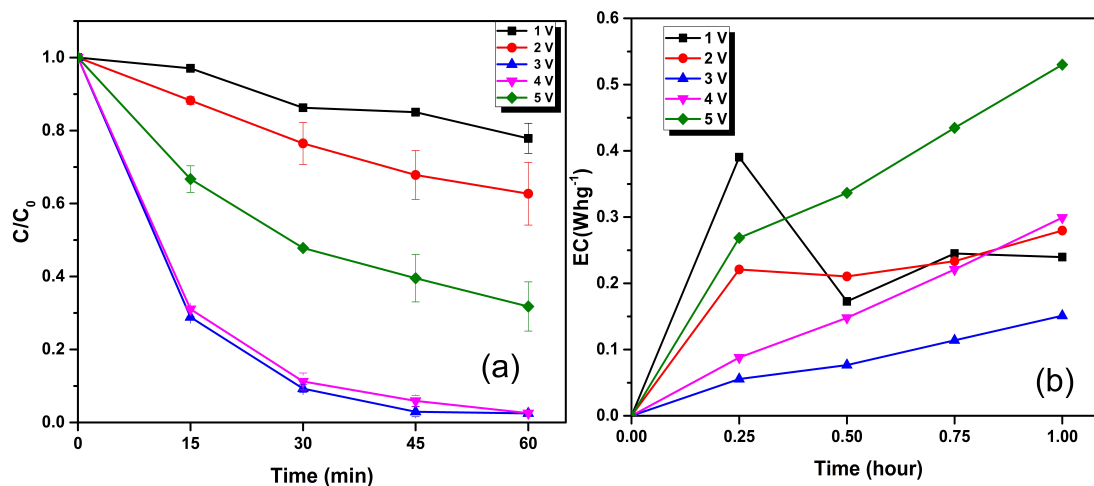 1 V
2 V
3 V
4 V
5 V
1.0
0.8
0.6
0.4
0.2
0.0
C/C₀
0
15
30
45
60
Time (min)
(a)
1 V
2 V
3 V
4 V
5 V
0.6
0.5
0.4
0.3
0.2
0.1
0.0
EC(Whg⁻¹)
0.00
0.25
0.50
0.75
1.00
Time (hour)
(b)